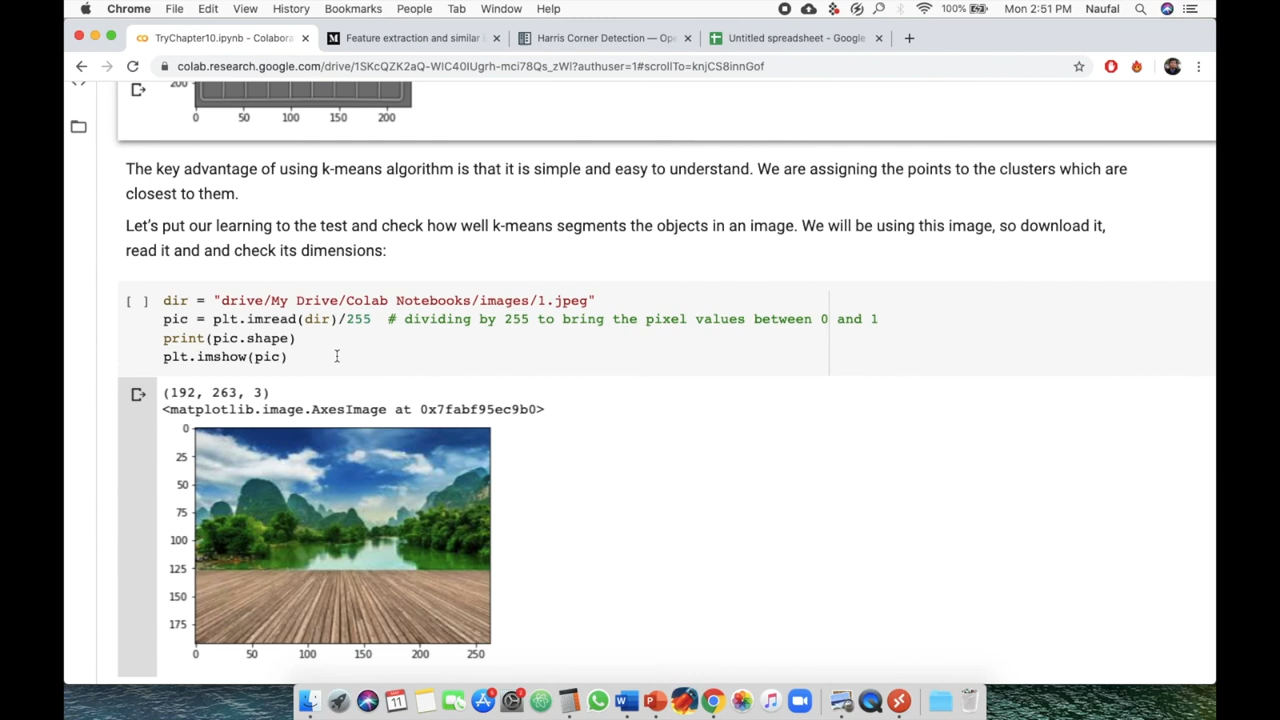 Chrome File Edit View History Bookmarks People Tab Window Help 100% Mon 2:51 PM Naufal
TryChapter10.ipynb - Colabora Feature extraction and similar i Harris Corner Detection — Ope Untitled spreadsheet - Google
colab.research.google.com/drive/1SKcQZK2aQ-WIC40IUgrh-mci78Qs_zWl?authuser=1#scrollTo=knjCS8innGof
200
0 50 100 150 200
The key advantage of using k-means algorithm is that it is simple and easy to understand. We are assigning the points to the clusters which are
closest to them.
Let's put our learning to the test and check how well k-means segments the objects in an image. We will be using this image, so download it,
read it and and check its dimensions:
[ ] dir = "drive/My Drive/Colab Notebooks/images/1.jpeg"
pic = plt.imread(dir)/255 # dividing by 255 to bring the pixel values between 0 and 1
print(pic.shape)
plt.imshow(pic)
(192, 263, 3)
<matplotlib.image.AxesImage at 0x7fabf95ec9b0>
0
25
50
75
100
125
150
175
0 50 100 150 200 250
11